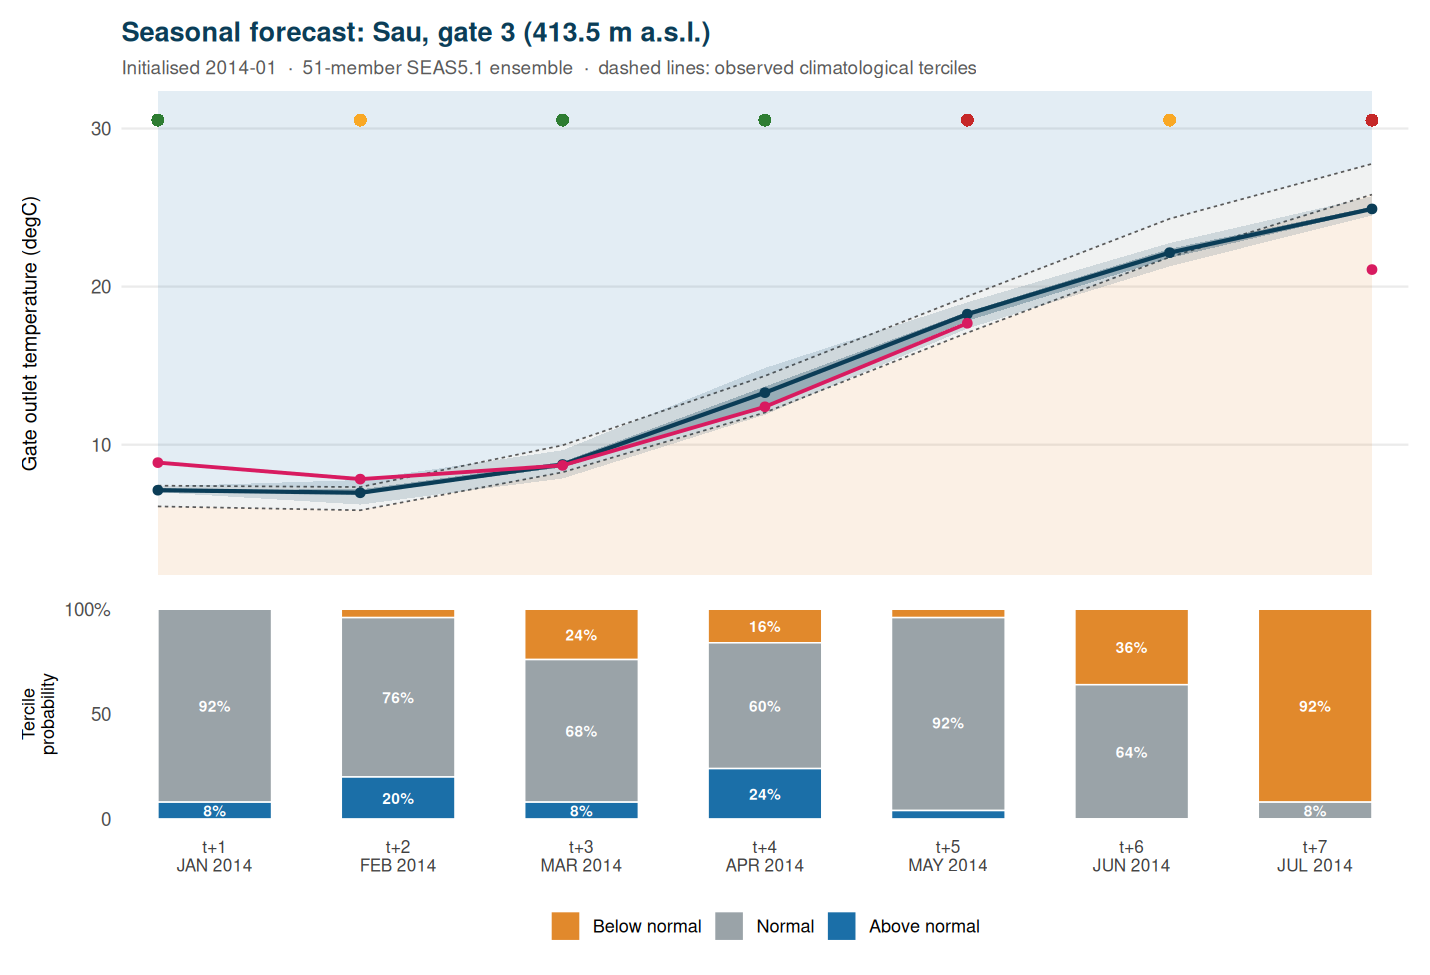 Seasonal forecast: Sau, gate 3 (413.5 m a.s.l.)
Initialised 2014-01 · 51-member SEAS5.1 ensemble · dashed lines: observed climatological terciles
Gate outlet temperature (degC)
30
20
10
Tercile
probability
100%
50
0
92%
8%
76%
20%
24%
68%
8%
16%
60%
24%
92%
36%
64%
92%
8%
t+1
JAN 2014
t+2
FEB 2014
t+3
MAR 2014
t+4
APR 2014
t+5
MAY 2014
t+6
JUN 2014
t+7
JUL 2014
Below normal
Normal
Above normal